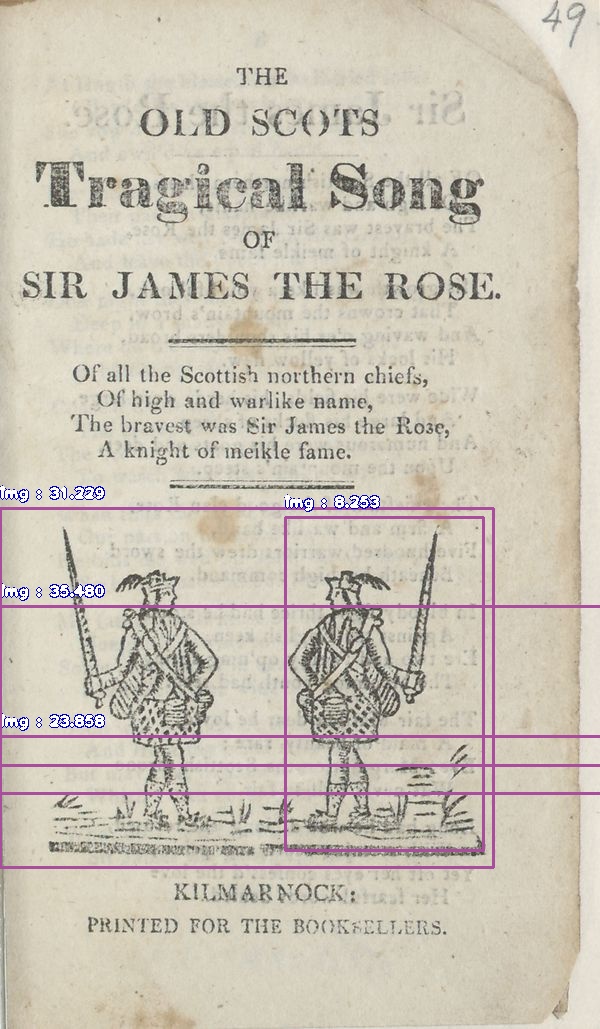 49
THE
OLD SCOTS
Tragical Song
OF
SIR JAMES THE ROSE.
Of all the Scottish northern chiefs,
Of high and warlike name,
The bravest was Sir James the Rose,
A knight of meikle fame.
img : 31.229
img : 8.253
img : 35.480
img : 23.858
KILMARNOCK:
PRINTED FOR THE BOOKSELLERS.